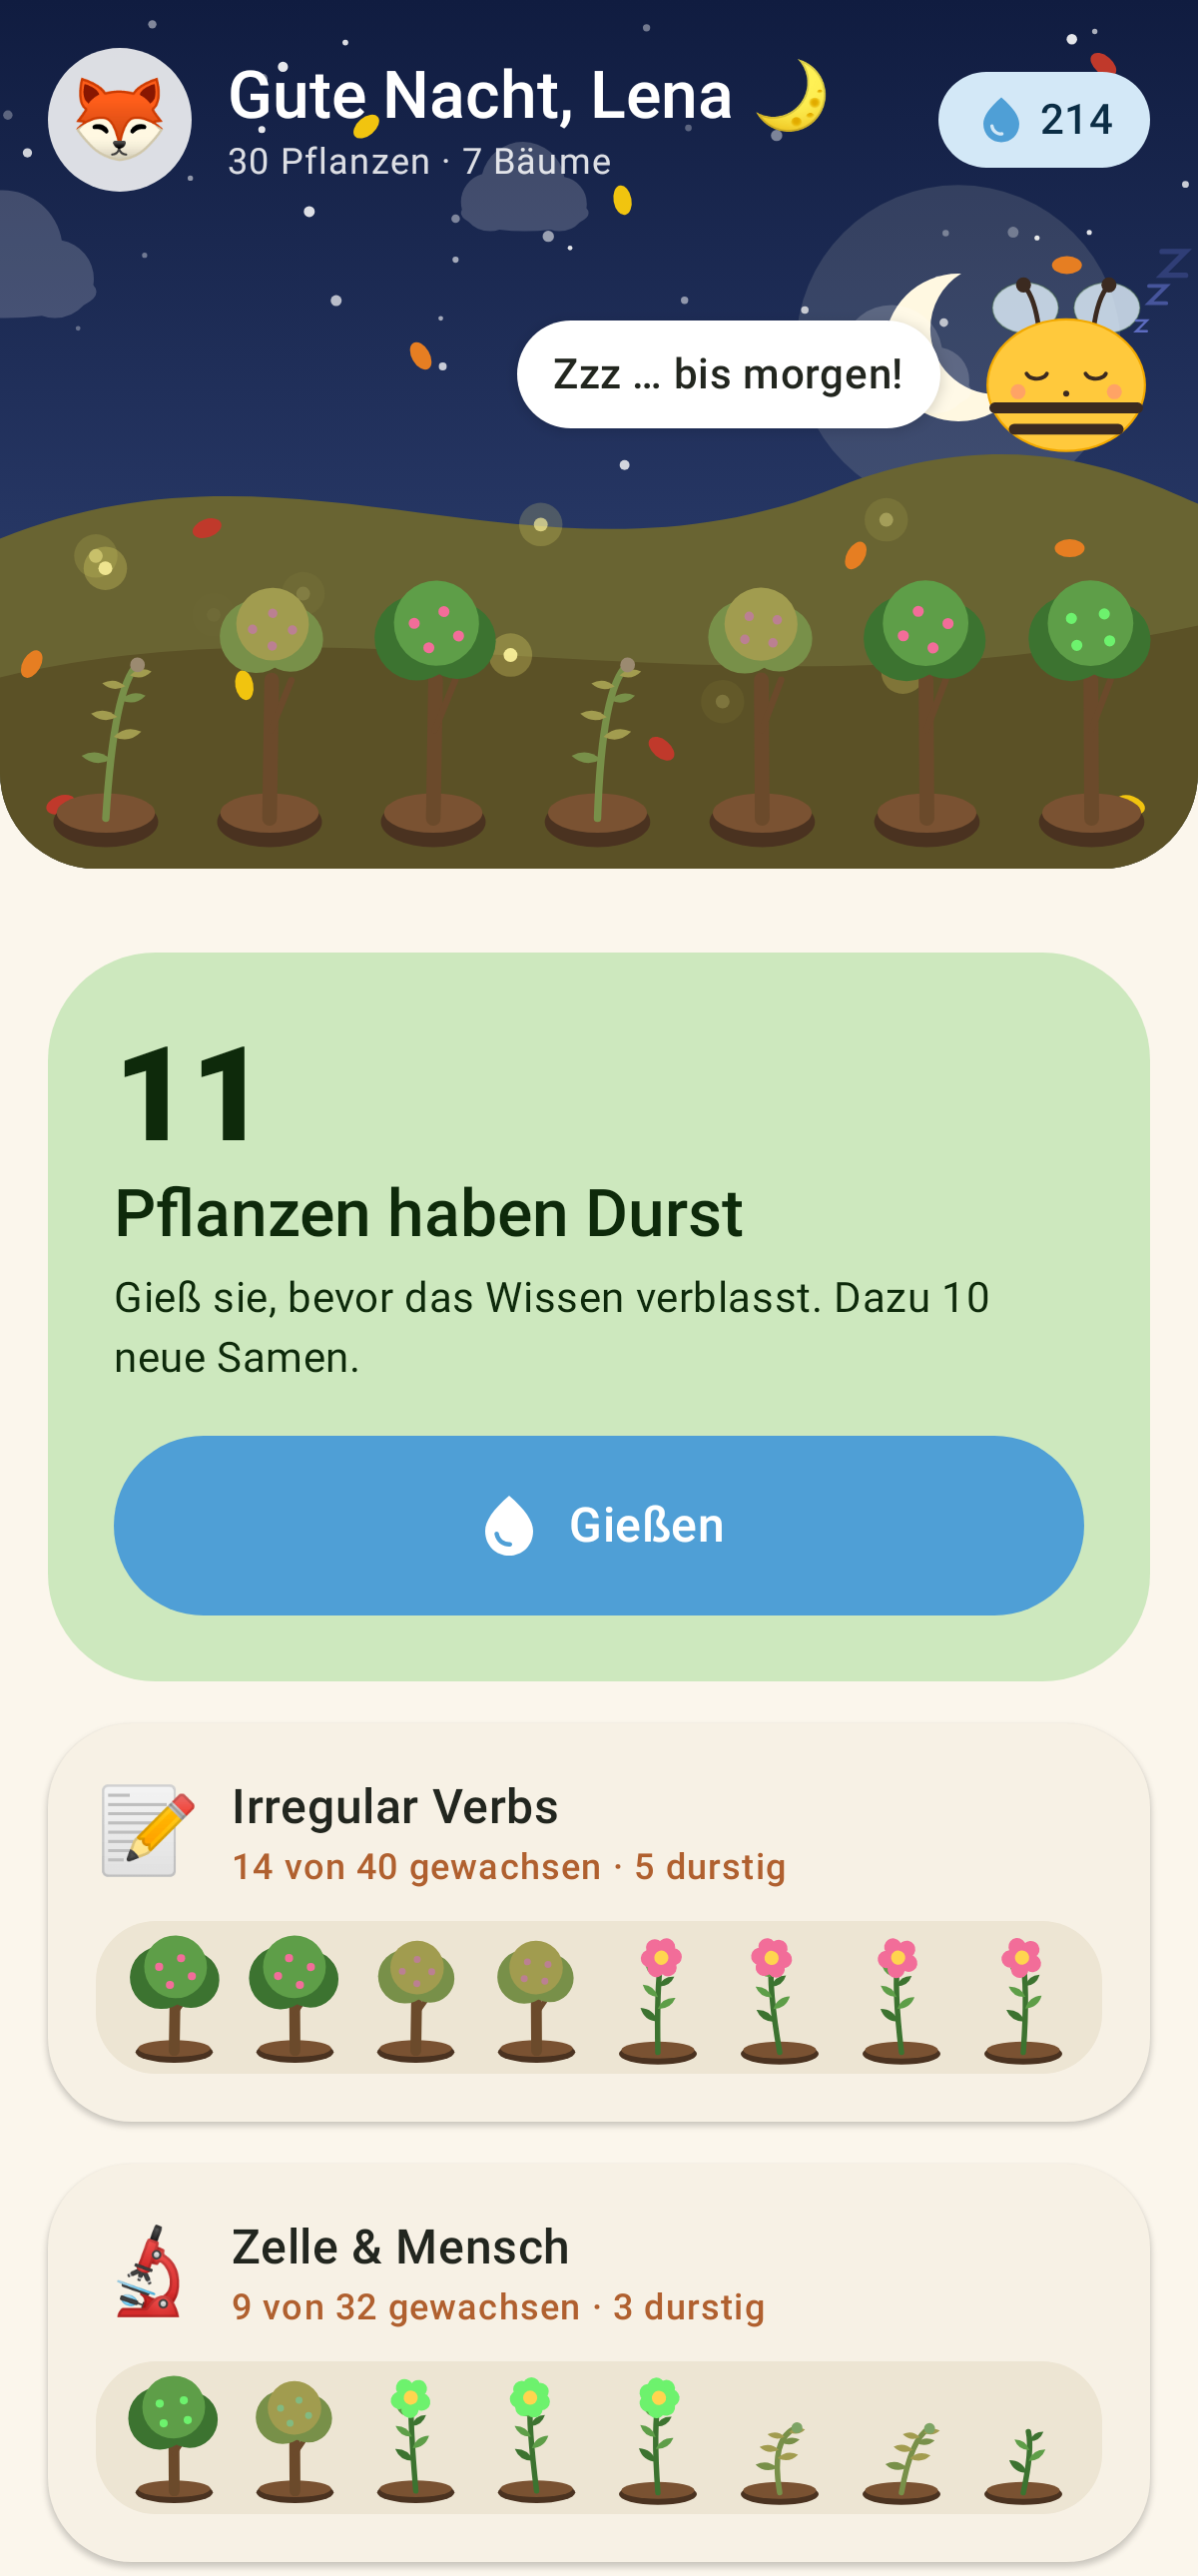 Gute Nacht, Lena 🌙
30 Pflanzen · 7 Bäume
214
Z
Z
Z
Zzz … bis morgen!
11
Pflanzen haben Durst
Gieß sie, bevor das Wissen verblasst. Dazu 10
neue Samen.
Gießen
Irregular Verbs
14 von 40 gewachsen · 5 durstig
Zelle & Mensch
9 von 32 gewachsen · 3 durstig